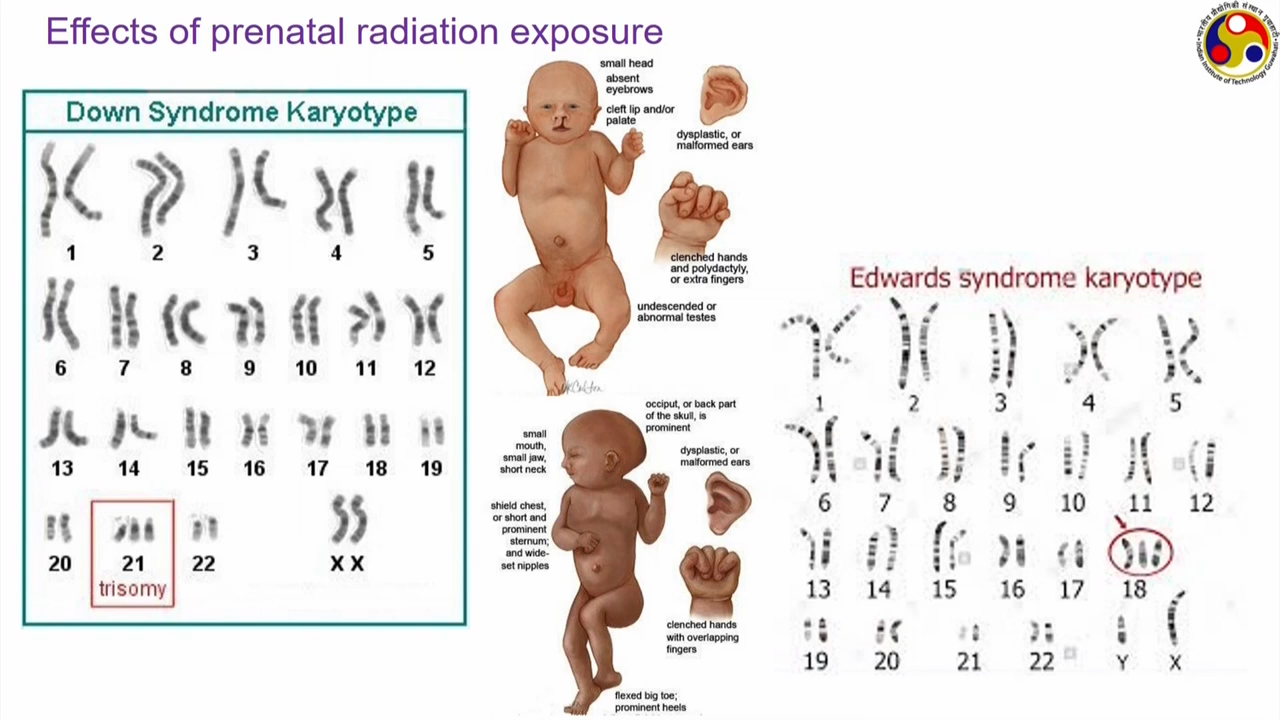 Effects of prenatal radiation exposure
Down Syndrome Karyotype
1 2 3 4 5
6 7 8 9 10 11 12
13 14 15 16 17 18 19
20 21 22 X X
trisomy
small head
absent
eyebrows
cleft lip and/or
palate
dysplastic, or
malformed ears
clenched hands
and polydactyly,
or extra fingers
undescended or
abnormal testes
occiput, or back part
of the skull, is
prominent
small
mouth,
small jaw,
short neck
dysplastic, or
malformed ears
shield chest,
or short and
prominent
sternum;
and wide-
set nipples
clenched hands
with overlapping
fingers
flexed big toe;
prominent heels
Edwards syndrome karyotype
1 2 3 4 5
6 7 8 9 10 11 12
13 14 15 16 17 18
19 20 21 22 Y X
Indian Institute of Technology Guwahati